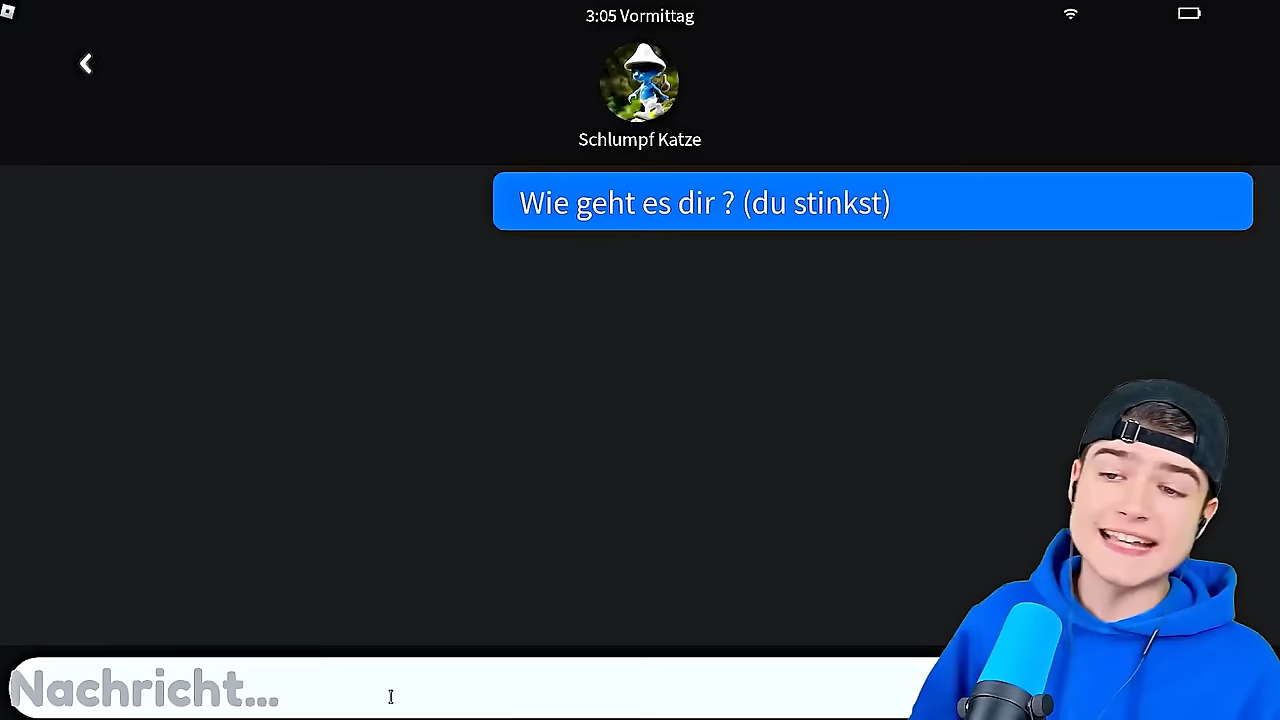 3:05 Vormittag
Schlumpf Katze
Wie geht es dir ? (du stinkst)
Nachricht...